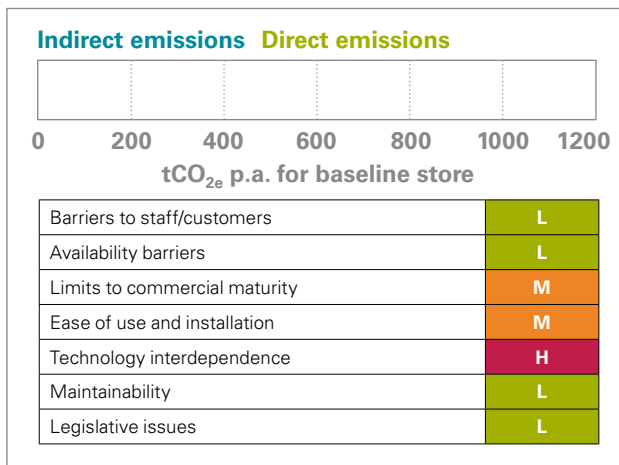 Indirect emissions Direct emissions
0 200 400 600 800 1000 1200
tCO2e p.a. for baseline store
Barriers to staff/customers L
Availability barriers L
Limits to commercial maturity M
Ease of use and installation M
Technology interdependence H
Maintainability L
Legislative issues L